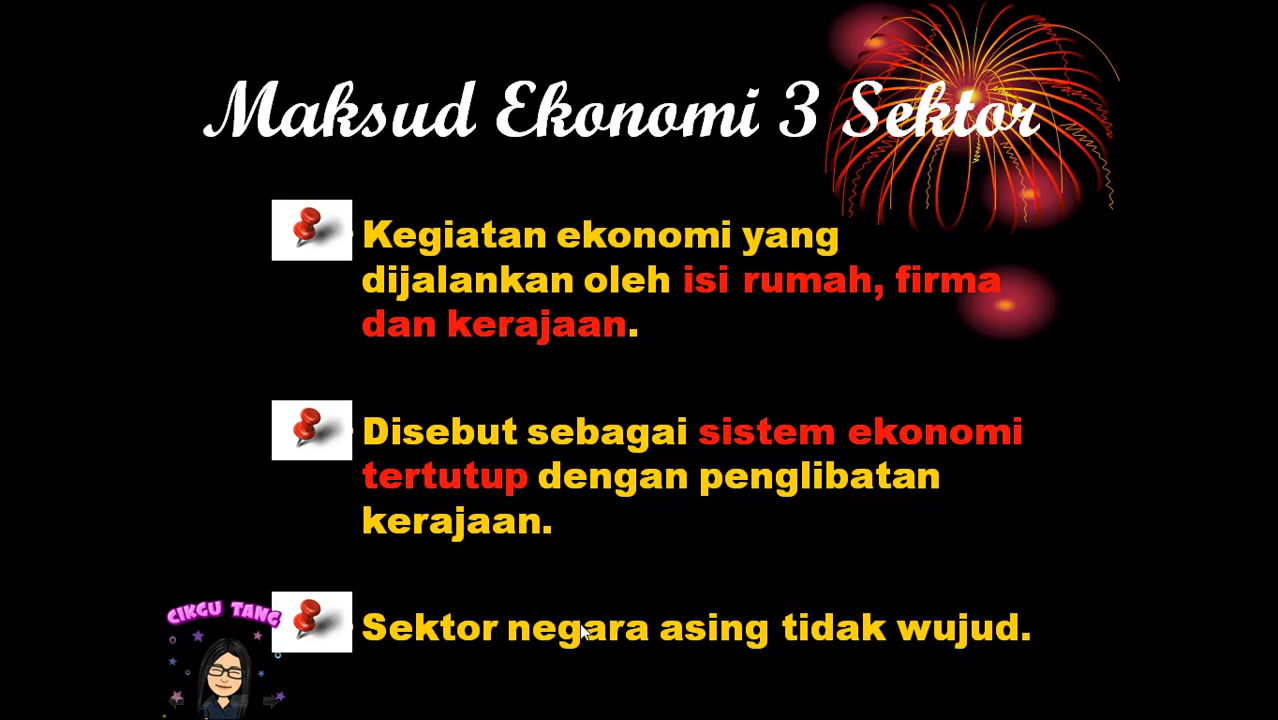 Maksud Ekonomi 3 Sektor
Kegiatan ekonomi yang
dijalankan oleh isi rumah, firma
dan kerajaan.
Disebut sebagai sistem ekonomi
tertutup dengan penglibatan
kerajaan.
Sektor negara asing tidak wujud.
CIKGU TANG